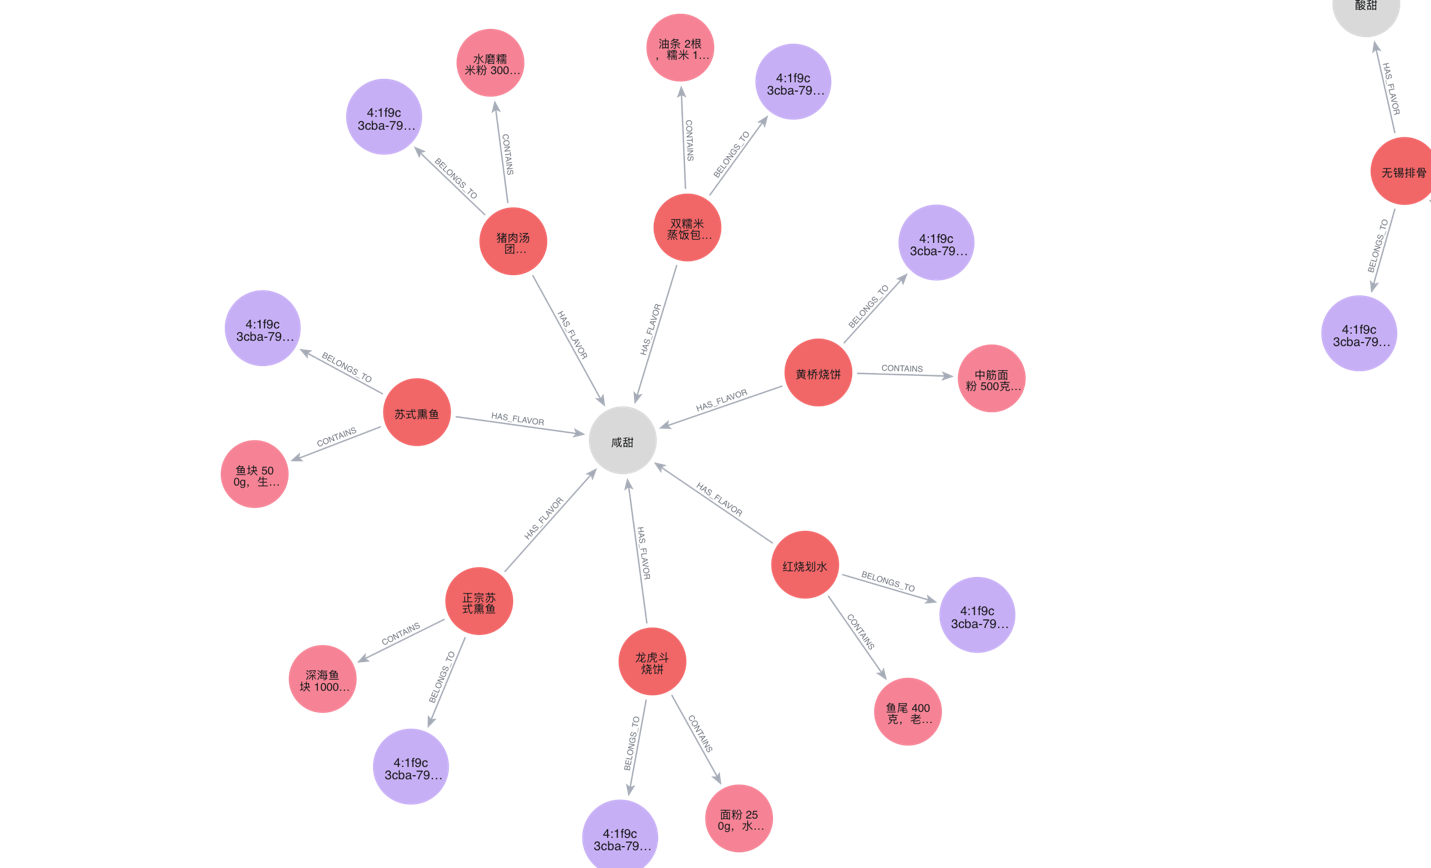 酸甜
HAS_FLAVOR
无锡排骨
BELONGS_TO
4:1f9c
3cba-79…
水磨糯
米粉 300…
4:1f9c
3cba-79…
CONTAINS
BELONGS_TO
猪肉汤
团…
HAS_FLAVOR
油条 2根
，糯米 1…
4:1f9c
3cba-79…
CONTAINS
BELONGS_TO
双糯米
蒸饭包…
HAS_FLAVOR
4:1f9c
3cba-79…
BELONGS_TO
黄桥烧饼
CONTAINS
中筋面
粉 500克…
HAS_FLAVOR
4:1f9c
3cba-79…
BELONGS_TO
苏式熏鱼
HAS_FLAVOR
CONTAINS
鱼块 50
0g，生…
咸甜
HAS_FLAVOR
红烧划水
BELONGS_TO
4:1f9c
3cba-79…
CONTAINS
鱼尾 400
克，老…
HAS_FLAVOR
正宗苏
式熏鱼
CONTAINS
深海鱼
块 1000…
BELONGS_TO
4:1f9c
3cba-79…
HAS_FLAVOR
龙虎斗
烧饼
BELONGS_TO
CONTAINS
4:1f9c
3cba-79…
面粉 25
0g，水…